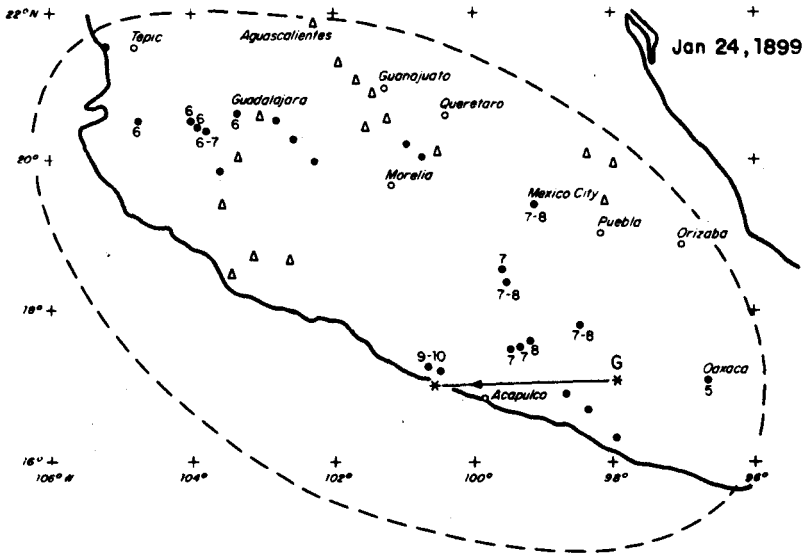 22°N
Jan 24, 1899
Tepic
Aguascalientes
Guanajuato
Guadalajara
Queretaro
6
6
6
6
6-7
20°
Morelia
Mexico City
7-8
Puebla
Orizaba
7
7-8
18°
7-8
7
7
8
9-10
G
Oaxaca
5
Acapulco
16°
106°N
104°
102°
100°
98°
96°